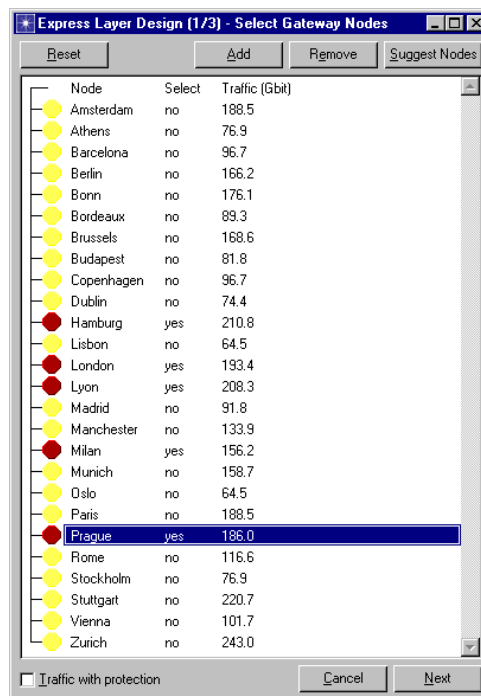 Express Layer Design (1/3) - Select Gateway Nodes
Reset Add Remove Suggest Nodes
Node Select Traffic (Gbit)
Amsterdam no 188.5
Athens no 76.9
Barcelona no 96.7
Berlin no 166.2
Bonn no 176.1
Bordeaux no 89.3
Brussels no 168.6
Budapest no 81.8
Copenhagen no 96.7
Dublin no 74.4
Hamburg yes 210.8
Lisbon no 64.5
London yes 193.4
Lyon yes 208.3
Madrid no 91.8
Manchester no 133.9
Milan yes 156.2
Munich no 158.7
Oslo no 64.5
Paris no 188.5
Prague yes 186.0
Rome no 116.6
Stockholm no 76.9
Stuttgart no 220.7
Vienna no 101.7
Zurich no 243.0
Traffic with protection Cancel Next